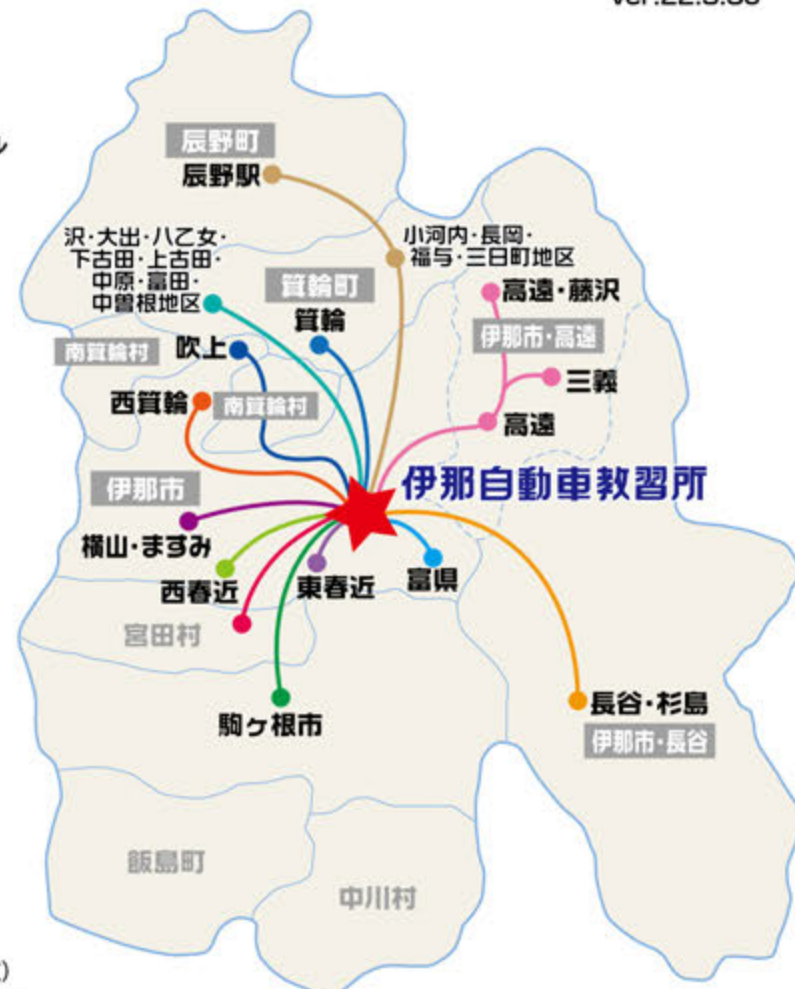 辰野町
辰野駅
沢・大出・八乙女・
下古田・上古田・
中原・富田・
中曽根地区
小河内・長岡・
福与・三日町地区
箕輪町
箕輪
高遠・藤沢
伊那市・高遠
南箕輪村
吹上
三義
西箕輪
南箕輪村
高遠
伊那市
伊那自動車教習所
横山・ますみ
西春近
東春近
富県
宮田村
長谷・杉島
駒ヶ根市
伊那市・長谷
飯島町
中川村